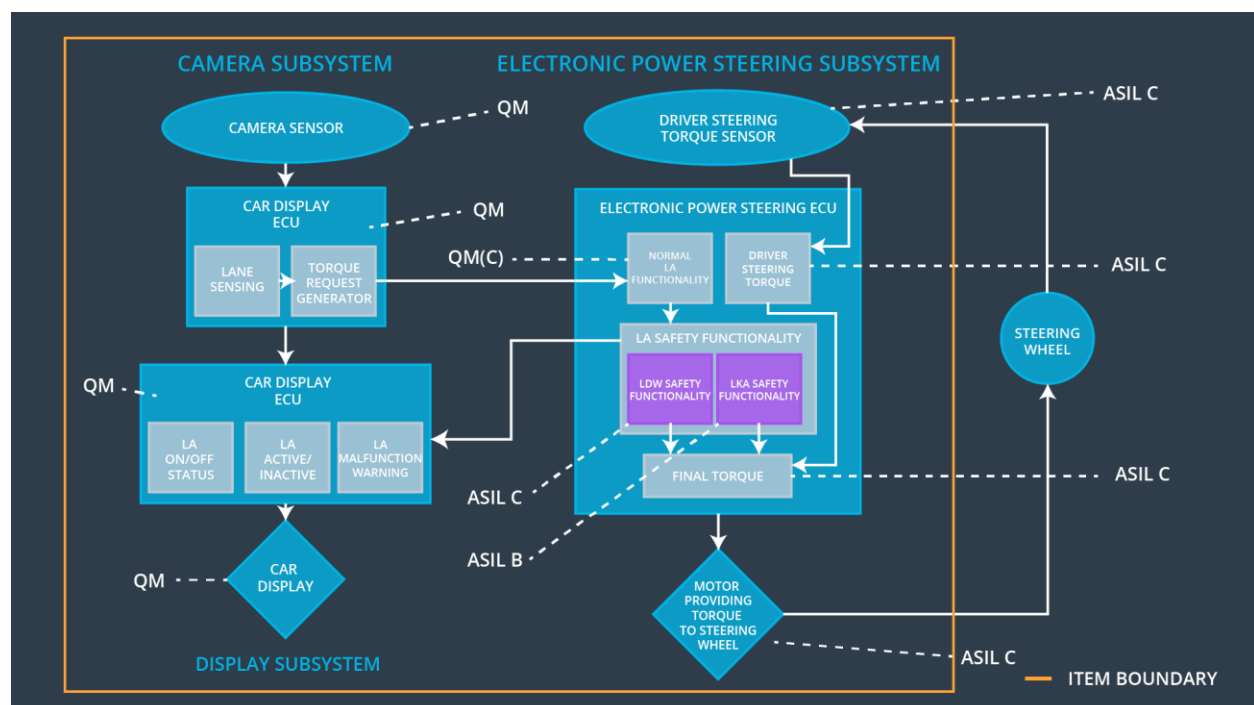 CAMERA SUBSYSTEM
ELECTRONIC POWER STEERING SUBSYSTEM
CAMERA SENSOR
QM
DRIVER STEERING
TORQUE SENSOR
ASIL C
CAR DISPLAY
ECU
QM
LANE
SENSING
TORQUE
REQUEST
GENERATOR
ELECTRONIC POWER STEERING ECU
QM(C)
NORMAL
LA
FUNCTIONALITY
DRIVER
STEERING
TORQUE
ASIL C
LA SAFETY FUNCTIONALITY
LDW SAFETY
FUNCTIONALITY
LKA SAFETY
FUNCTIONALITY
STEERING
WHEEL
QM
CAR DISPLAY
ECU
LA
ON/OFF
STATUS
LA
ACTIVE/
INACTIVE
LA
MALFUNCTION
WARNING
FINAL TORQUE
ASIL C
ASIL C
ASIL B
QM
CAR
DISPLAY
MOTOR
PROVIDING
TORQUE
TO STEERING
WHEEL
ASIL C
DISPLAY SUBSYSTEM
ITEM BOUNDARY